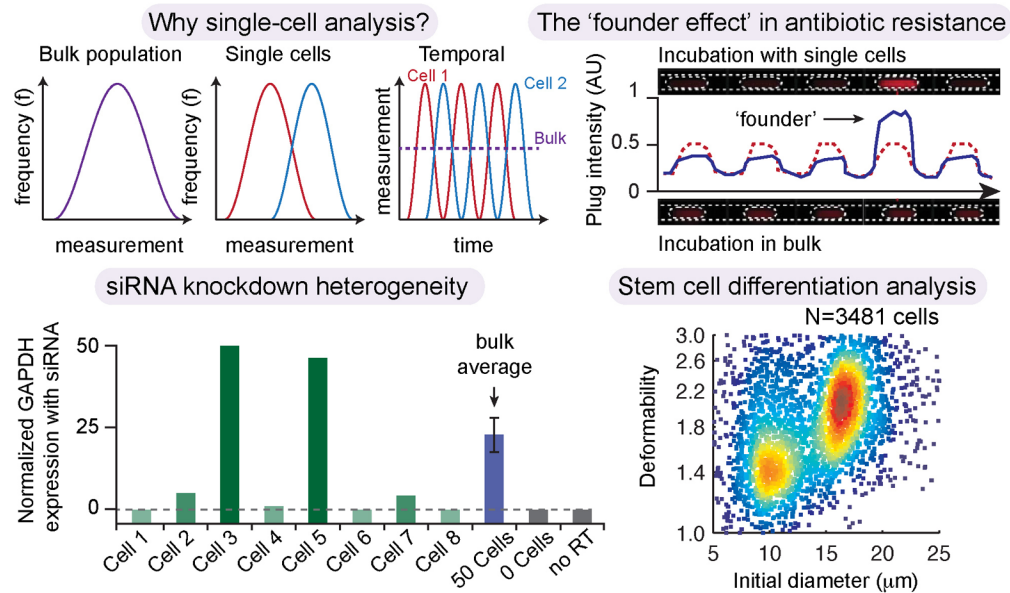 Why single-cell analysis?
Bulk population
frequency (f)
measurement
Single cells
frequency (f)
measurement
Temporal
Cell 1
Cell 2
Bulk
measurement
time
The ‘founder effect’ in antibiotic resistance
Incubation with single cells
Plug intensity (AU)
1
0.5
0
‘founder’
Incubation in bulk
siRNA knockdown heterogeneity
Normalized GAPDH
expression with siRNA
50
25
0
bulk
average
Cell 1
Cell 2
Cell 3
Cell 4
Cell 5
Cell 6
Cell 7
Cell 8
50 Cells
0 Cells
no RT
Stem cell differentiation analysis
N=3481 cells
Deformability
3.0
2.6
2.2
1.8
1.4
1.0
5
10
15
20
25
Initial diameter (μm)